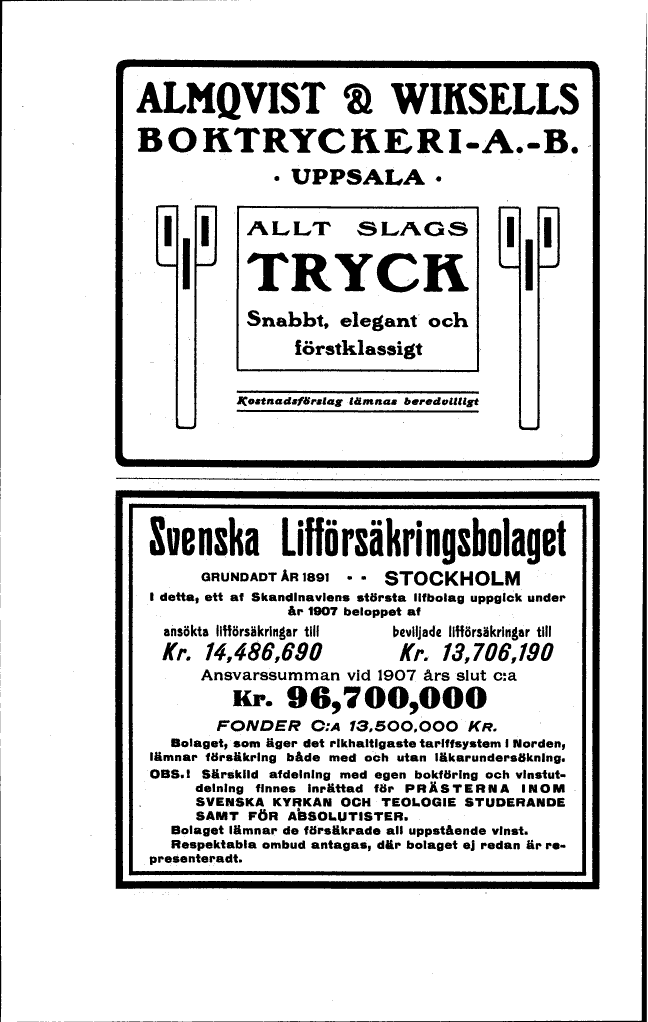 ALMQVIST & WIKSELLS
BOKTRYCKERI-A.-B.
· UPPSALA ·
ALLT SLAGS
TRYCK
Snabbt, elegant och
förstklassigt
Kostnadsförslag lämnas beredvilligt
Svenska Lifförsäkringsbolaget
GRUNDADT ÅR 1891 · · STOCKHOLM
I detta, ett af Skandinaviens största lifbolag uppgick under
år 1907 beloppet af
ansökta lifförsäkringar till beviljade lifförsäkringar till
Kr. 14,486,690 Kr. 13,706,190
Ansvarssumman vid 1907 års slut c:a
Kr. 96,700,000
FONDER C:A 13,500,000 KR.
Bolaget, som äger det rikhaltigaste tariffsystem i Norden,
lämnar försäkring både med och utan läkarundersökning.
OBS.! Särskild afdelning med egen bokföring och vinstut-
delning finnes inrättad för PRÄSTERNA INOM
SVENSKA KYRKAN OCH TEOLOGIE STUDERANDE
SAMT FÖR ABSOLUTISTER.
Bolaget lämnar de försäkrade all uppstående vinst.
Respektabla ombud antagas, där bolaget ej redan är re-
presenteradt.